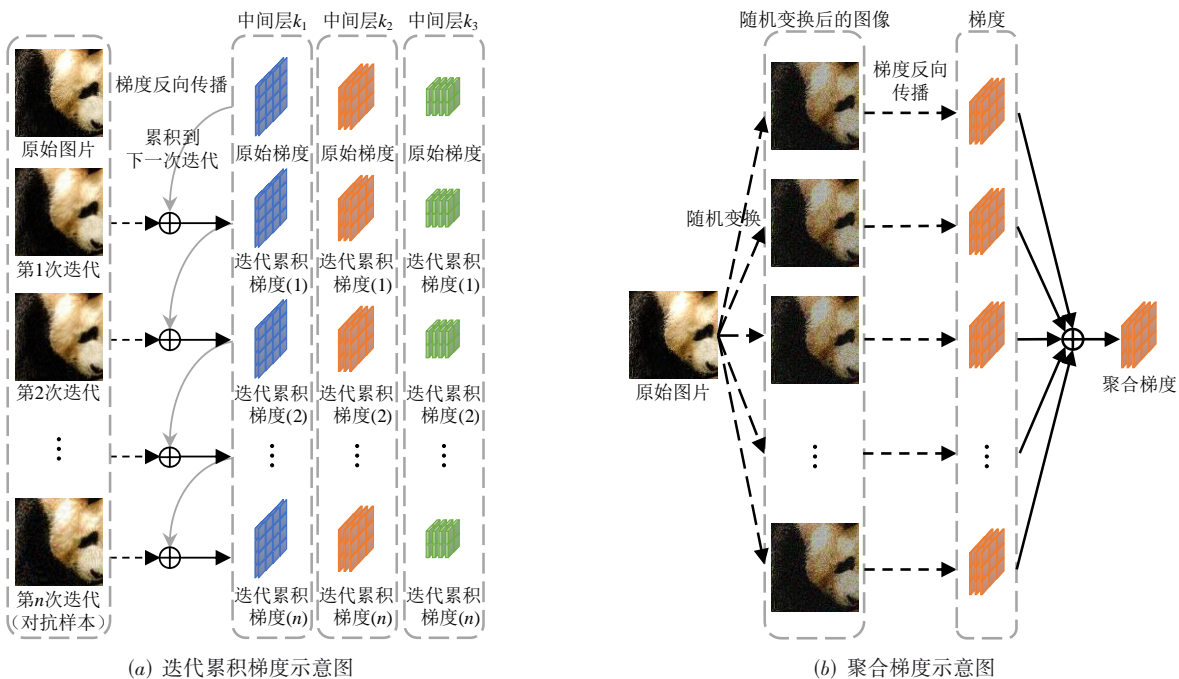 中间层k₁ 中间层k₂ 中间层k₃
梯度反向传播
累积到
下一次迭代
原始图片
原始梯度 原始梯度 原始梯度
第1次迭代
迭代累积 迭代累积 迭代累积
梯度(1) 梯度(1) 梯度(1)
第2次迭代
迭代累积 迭代累积 迭代累积
梯度(2) 梯度(2) 梯度(2)
⋮ ⋮ ⋮ ⋮
第n次迭代
(对抗样本)
迭代累积 迭代累积 迭代累积
梯度(n) 梯度(n) 梯度(n)
(a) 迭代累积梯度示意图
随机变换后的图像 梯度
梯度反向
传播
随机变换
原始图片
聚合梯度
⋮ ⋮
(b) 聚合梯度示意图